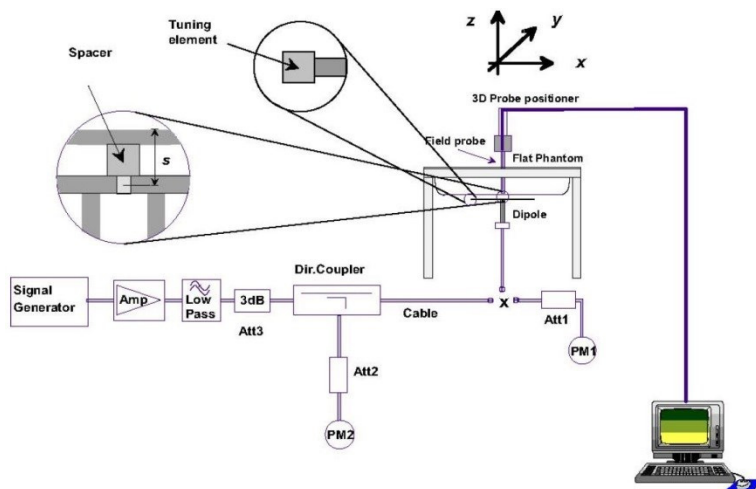 Tuning
element
Spacer
s
z
y
x
3D Probe positioner
Field probe
Flat Phantom
Dipole
Signal
Generator
Amp
Low
Pass
3dB
Att3
Dir.Coupler
Cable
x
Att1
PM1
Att2
PM2